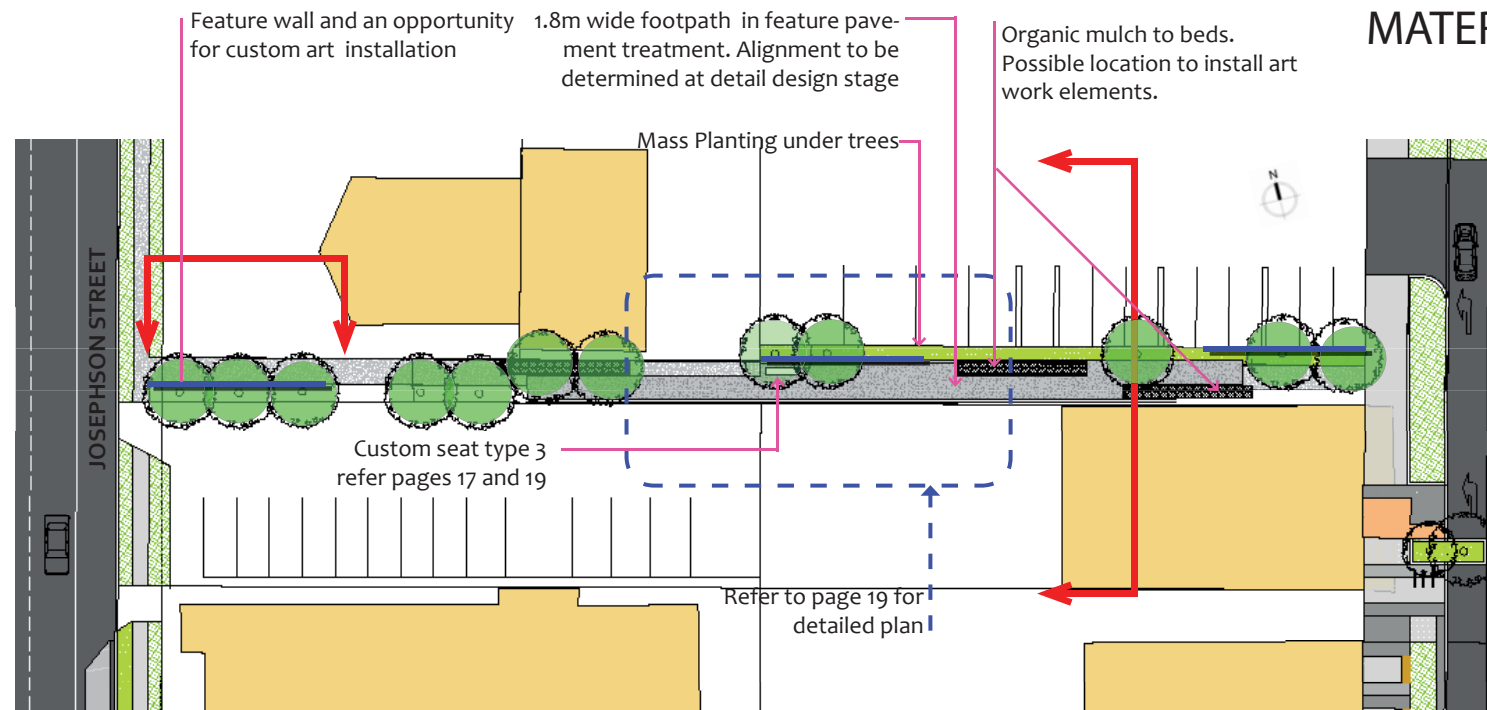 Feature wall and an opportunity
for custom art installation
1.8m wide footpath in feature pave-
ment treatment. Alignment to be
determined at detail design stage
Organic mulch to beds.
Possible location to install art
work elements.
MATER
Mass Planting under trees
N
JOSEPHSON STREET
Custom seat type 3
refer pages 17 and 19
Refer to page 19 for
detailed plan